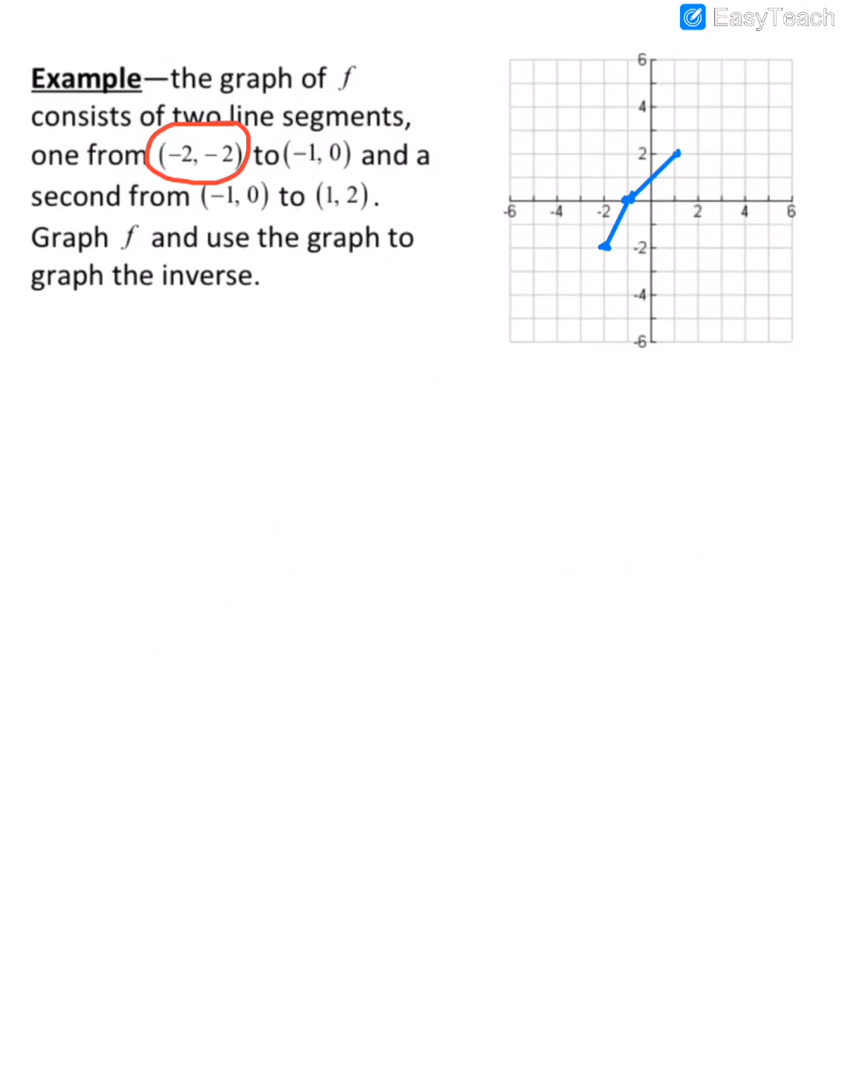 EasyTeach
Example—the graph of f
consists of two line segments,
one from (−2, −2) to (−1, 0) and a
second from (−1, 0) to (1, 2).
Graph f and use the graph to
graph the inverse.
6
4
2
-6 -4 -2 2 4 6
-2
-4
-6